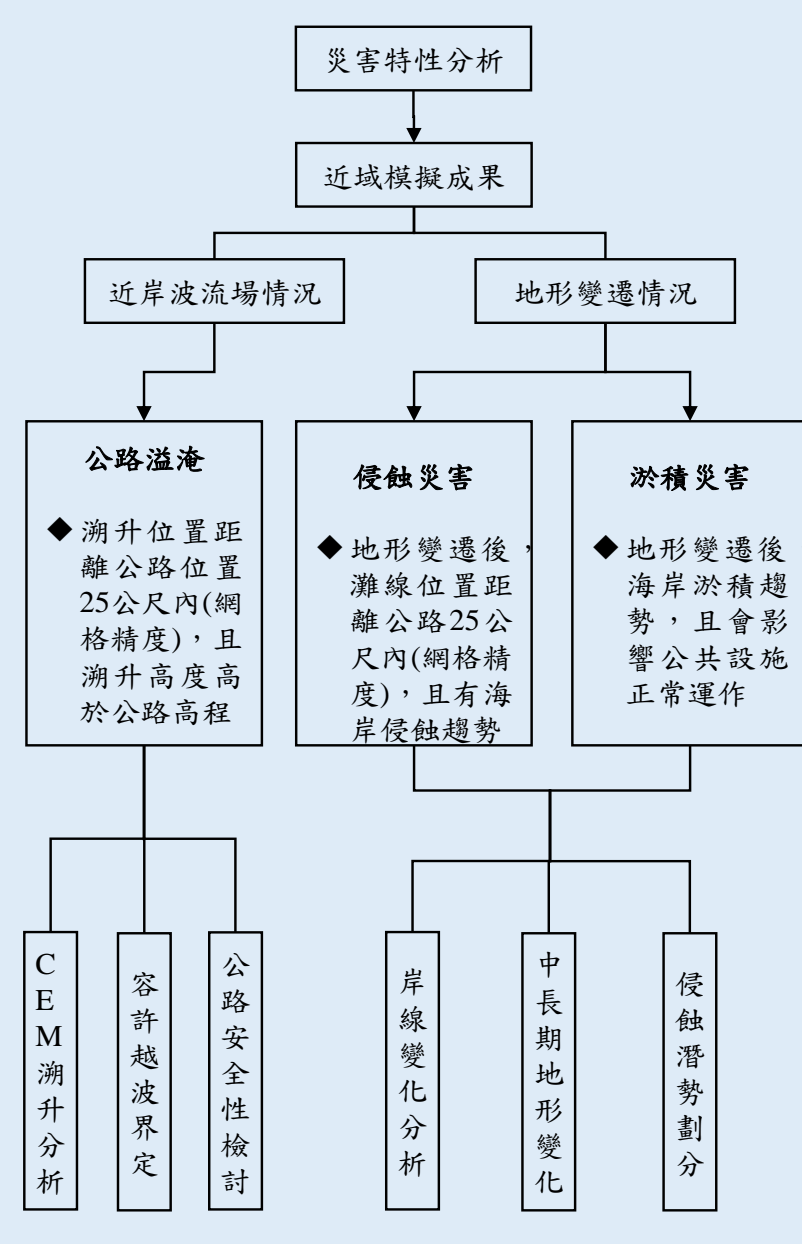 災害特性分析
近域模擬成果
近岸波流場情況
地形變遷情況
公路溢淹
◆溯升位置距
離公路位置
25公尺內(網
格精度)，且
溯升高度高
於公路高程
侵蝕災害
◆地形變遷後，
灘線位置距
離公路25公
尺內(網格精
度)，且有海
岸侵蝕趨勢
淤積災害
◆地形變遷後
海岸淤積趨
勢，且會影
響公共設施
正常運作
CEM溯升分析
容許越波界定
公路安全性檢討
岸線變化分析
中長期地形變化
侵蝕潛勢劃分